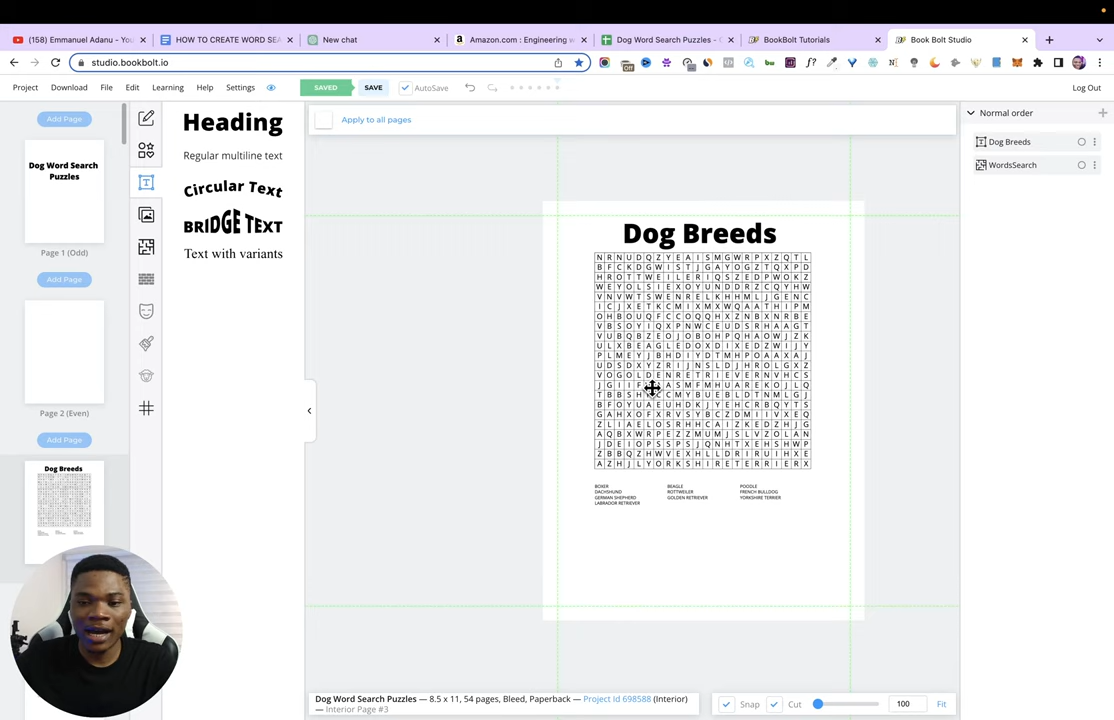 (158) Emmanuel Adanu - You
HOW TO CREATE WORD SEA
New chat
Amazon.com : Engineering w
Dog Word Search Puzzles - G
BookBolt Tutorials
Book Bolt Studio
studio.bookbolt.io
Project Download File Edit Learning Help Settings
SAVED
SAVE
AutoSave
Log Out
Add Page
Dog Word Search
Puzzles
Page 1 (Odd)
Add Page
Page 2 (Even)
Add Page
Dog Breeds
Heading
Regular multiline text
Circular Text
BRIDGE TEXT
Text with variants
Apply to all pages
Dog Breeds
N R N U D Q Z Y E A I S M G W R P X Z Q T L
B F C K D G W I S T J G A Y O G Z T Q X P D
H R O T T W E I L E R I Q S Z E D P W O K Z
W E Y O L S I E X O Y U N D D R Z C Q Y H W
V N V W T S W E N R E L K H H M L J G E N C
I C J X E T K C M I X M X W Q A A T H I P M
O H B O U Q F C C O Q Q H X Z N B X N R B E
V B S O Y I Q X P N W C E U D S R H A A G T
V U B Q B Z E O J O B O H P Q H A O W J Z K
U L X B E A G L E D O X D I X E D Z W I J Y
P L M E Y J B H D I Y D T M H P O A A X A J
U D S D X Y Z R I J N S L D J H R O L G X Z
V O G O L D E N R E T R I E V E R N V H C S
J G I I F A S M F M H U A R E K O J L Q
T B B S H C M Y B U E B L D T N M L G J
B F O Y U A E U H D K J Y E H C R B Q Y T S
G A H X O F X R V S Y B C Z D M I I V X E Q
Z L I A E L O S R H H C A I Z K E D Z H J G
A Q B X W R P E Z Z M U M J S L V Z O L A N
J D E I O P S S P S J Q N H T X E H S H W P
Z B B Q Z H W V E X H L L D R I R U I H X E
A Z H J L Y O R K S H I R E T E R R I E R X
BOXER BEAGLE POODLE
DACHSHUND ROTTWEILER FRENCH BULLDOG
GERMAN SHEPHERD GOLDEN RETRIEVER YORKSHIRE TERRIER
LABRADOR RETRIEVER
Normal order
Dog Breeds
WordsSearch
Dog Word Search Puzzles — 8.5 x 11, 54 pages, Bleed, Paperback — Project Id 698588 (Interior)
— Interior Page #3
Snap
Cut
100
Fit